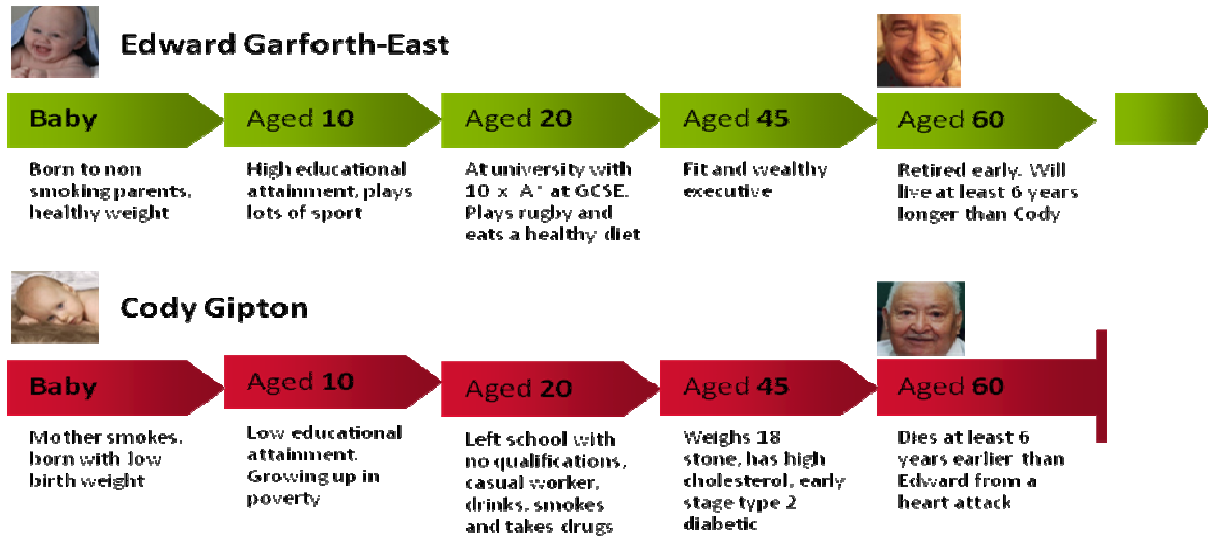 Edward Garforth-East
Baby
Aged 10
Aged 20
Aged 45
Aged 60
Born to non
smoking parents,
healthy weight
High educational
attainment, plays
lots of sport
At university with
10 x A* at GCSE.
Plays rugby and
eats a healthy diet
Fit and wealthy
executive
Retired early. Will
live at least 6 years
longer than Cody
Cody Gipton
Baby
Aged 10
Aged 20
Aged 45
Aged 60
Mother smokes,
born with low
birth weight
Low educational
attainment.
Growing up in
poverty
Left school with
no qualifications,
casual worker,
drinks, smokes
and takes drugs
Weighs 18
stone, has high
cholesterol, early
stage type 2
diabetic
Dies at least 6
years earlier than
Edward from a
heart attack